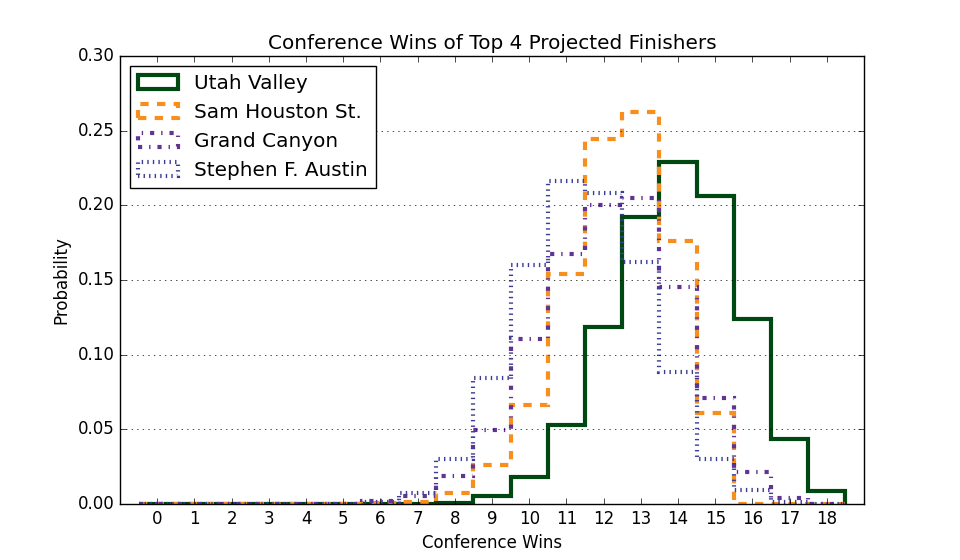 Conference Wins of Top 4 Projected Finishers
0.30
0.25
0.20
0.15
0.10
0.05
0.00
Probability
Utah Valley
Sam Houston St.
Grand Canyon
Stephen F. Austin
0 1 2 3 4 5 6 7 8 9 10 11 12 13 14 15 16 17 18
Conference Wins